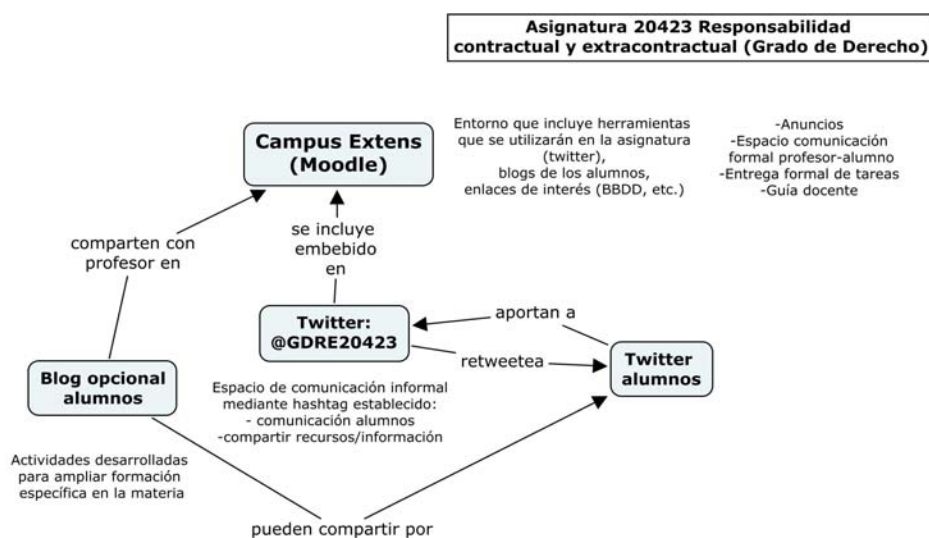 Asignatura 20423 Responsabilidad
contractual y extracontractual (Grado de Derecho)
Campus Extens
(Moodle)
Entorno que incluye herramientas
que se utilizarán en la asignatura
(twitter),
blogs de los alumnos,
enlaces de interés (BBDD, etc.)
-Anuncios
-Espacio comunicación
formal profesor-alumno
-Entrega formal de tareas
-Guía docente
comparten con
profesor en
se incluye
embebido
en
Twitter:
@GDRE20423
aportan a
retweetea
Twitter
alumnos
Blog opcional
alumnos
Espacio de comunicación informal
mediante hashtag establecido:
- comunicación alumnos
-compartir recursos/información
Actividades desarrolladas
para ampliar formación
específica en la materia
pueden compartir por